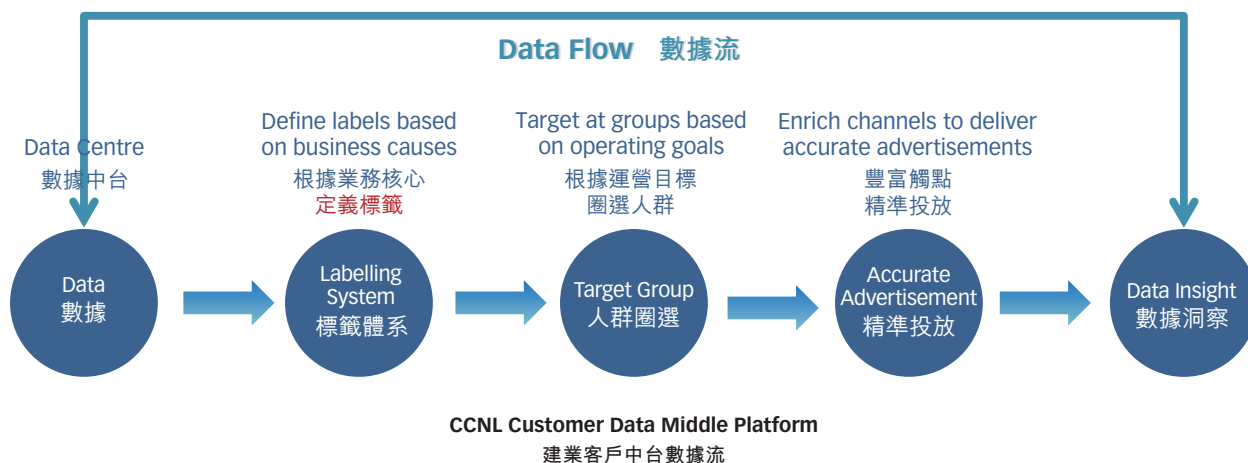 Data Flow 數據流
Data Centre
數據中台
Define labels based
on business causes
根據業務核心
定義標籤
Target at groups based
on operating goals
根據運營目標
圈選人群
Enrich channels to deliver
accurate advertisements
豐富觸點
精準投放
Data
數據
Labelling
System
標籤體系
Target Group
人群圈選
Accurate
Advertisement
精準投放
Data Insight
數據洞察
CCNL Customer Data Middle Platform
建業客戶中台數據流